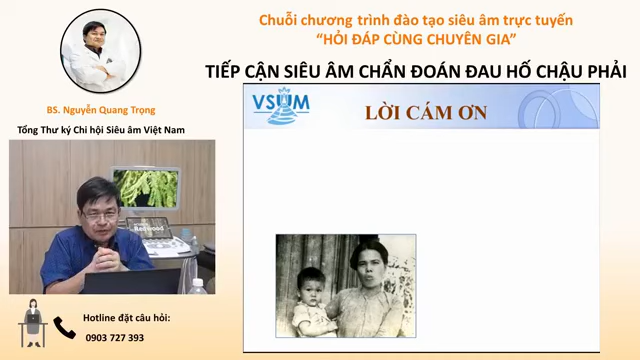 Chuỗi chương trình đào tạo siêu âm trực tuyến
“HỎI ĐÁP CÙNG CHUYÊN GIA”
TIẾP CẬN SIÊU ÂM CHẨN ĐOÁN ĐAU HỐ CHẬU PHẢI
BS. Nguyễn Quang Trọng
Tổng Thư ký Chi hội Siêu âm Việt Nam
VSUM
LỜI CÁM ƠN
Hotline đặt câu hỏi:
0903 727 393